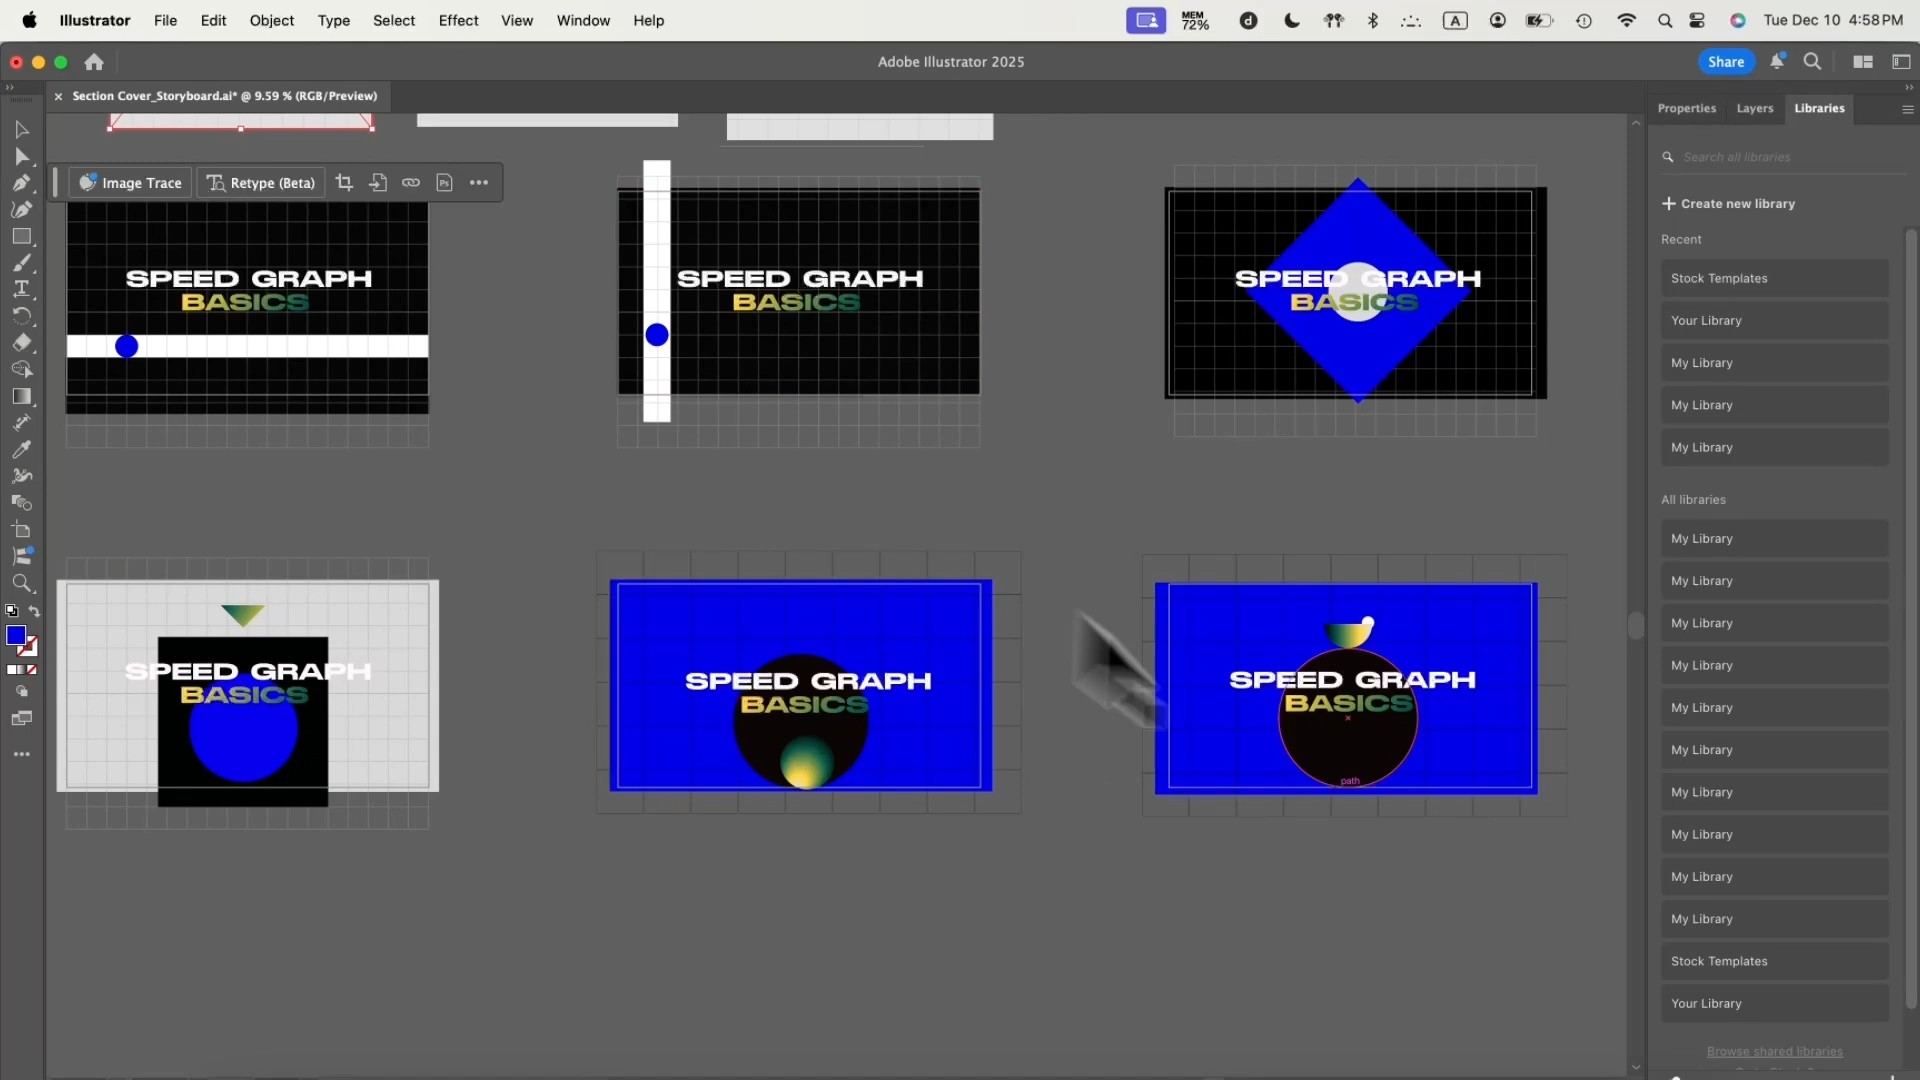 Illustrator File Edit Object Type Select Effect View Window Help
MEM
72%
A
Tue Dec 10 4:58 PM
Adobe Illustrator 2025
Share
Section Cover_Storyboard.ai* @ 9.59 % (RGB/Preview)
Properties Layers Libraries
Search all libraries
Image Trace Retype (Beta)
Ps
Create new library
Recent
Stock Templates
Your Library
My Library
My Library
My Library
All libraries
My Library
My Library
My Library
My Library
My Library
My Library
My Library
My Library
My Library
My Library
Stock Templates
Your Library
Browse shared libraries
SPEED GRAPH
BASICS
SPEED GRAPH
BASICS
SPEED GRAPH
BASICS
SPEED GRAPH
BASICS
SPEED GRAPH
BASICS
SPEED GRAPH
BASICS
path